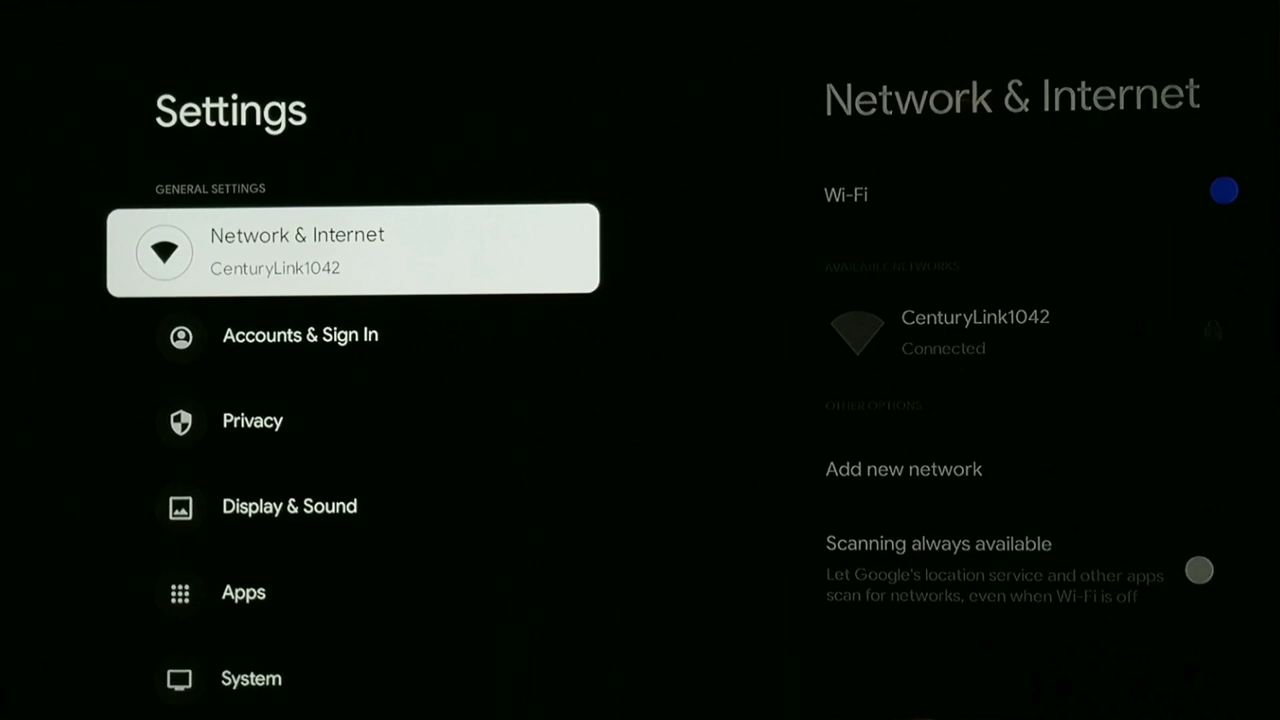 Settings
GENERAL SETTINGS
Network & Internet
CenturyLink1042
Accounts & Sign In
Privacy
Display & Sound
Apps
System
Network & Internet
Wi-Fi
AVAILABLE NETWORKS
CenturyLink1042
Connected
OTHER OPTIONS
Add new network
Scanning always available
Let Google's location service and other apps
scan for networks, even when Wi-Fi is off